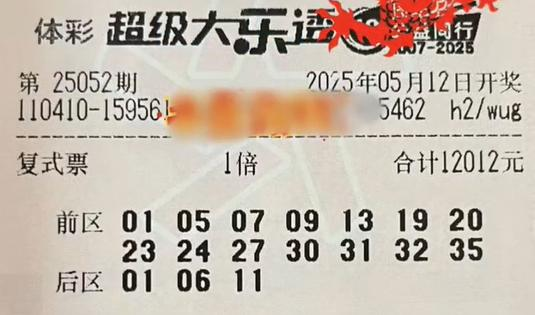 体彩 超级大乐透
07-2025
第 25052期 2025年05月12日开奖
110410-15956 5462 h2/wug
复式票 1倍 合计12012元
前区 01 05 07 09 13 19 20
23 24 27 30 31 32 35
后区 01 06 11